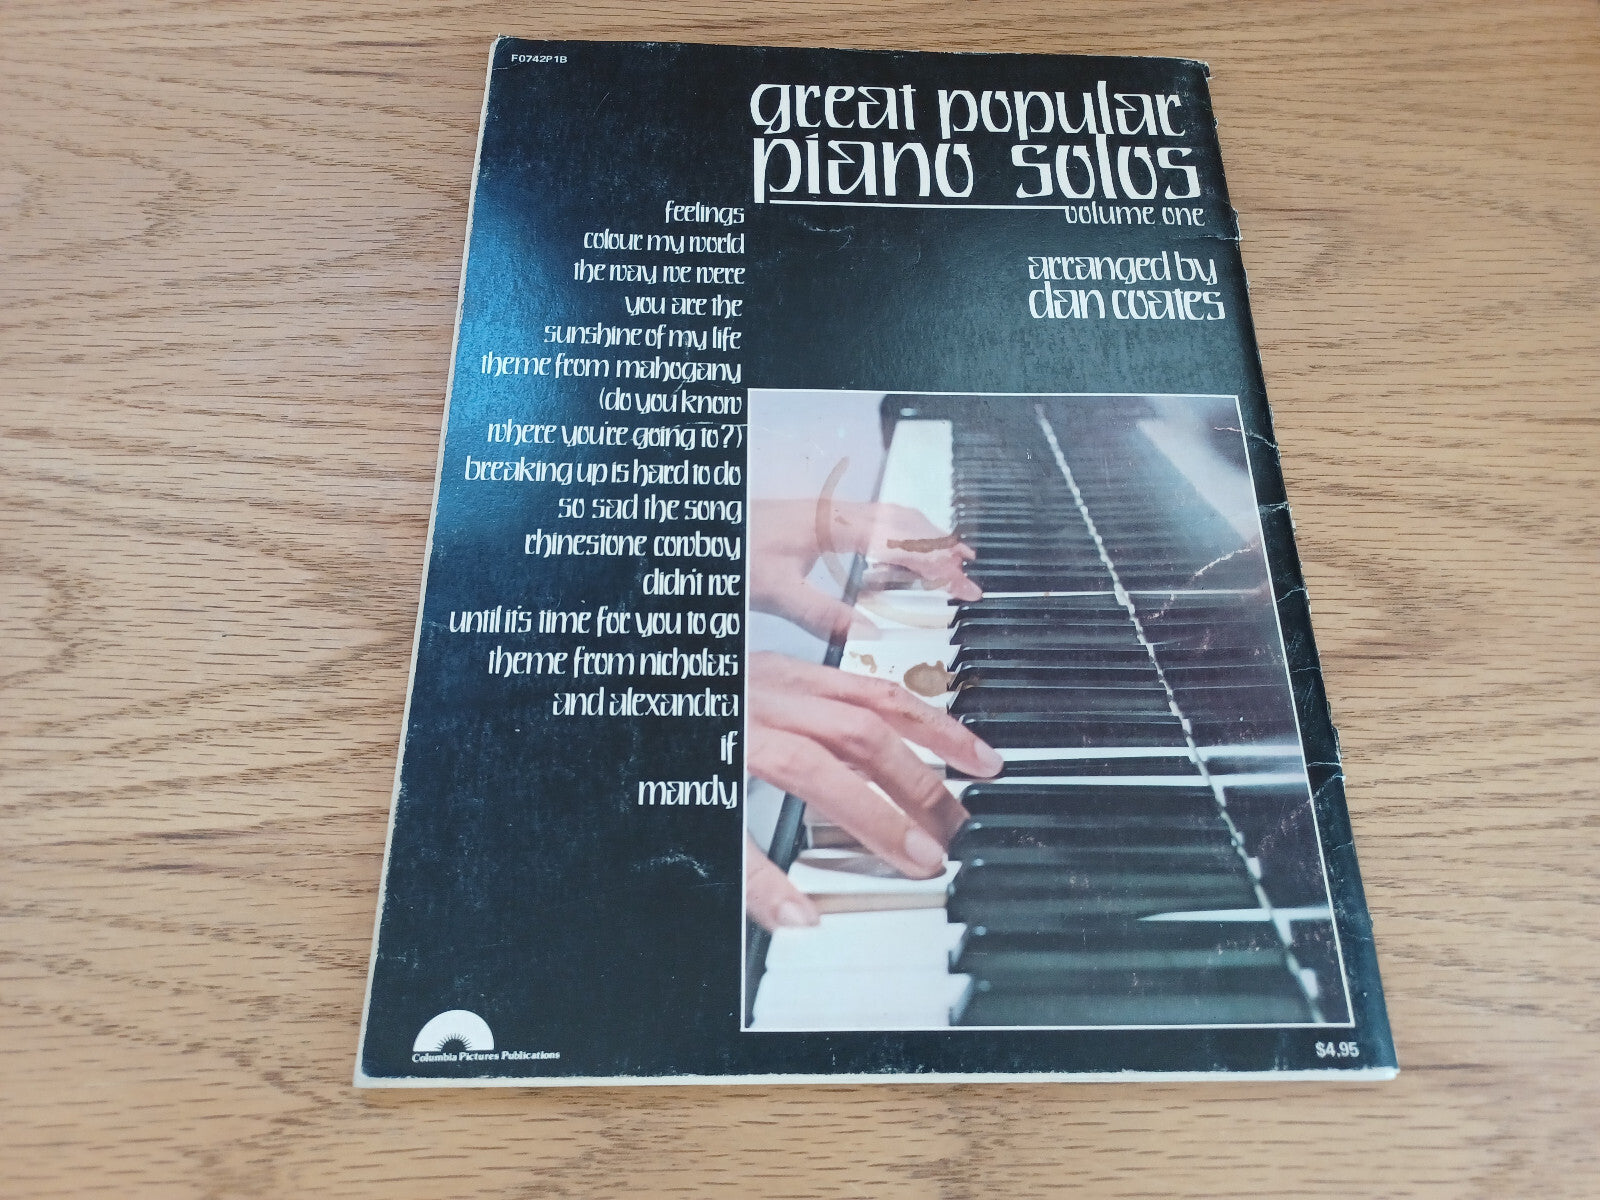 F0742P1B
great popular
piano solos
volume one
arranged by
dan coates
feelings
colour my world
the way we were
you are the
sunshine of my life
theme from mahogany
(do you know
where you're going to?)
breaking up is hard to do
so sad the song
rhinestone cowboy
didn't we
until it's time for you to go
theme from nicholas
and alexandra
if
mandy
Columbia Pictures Publications
$4.95